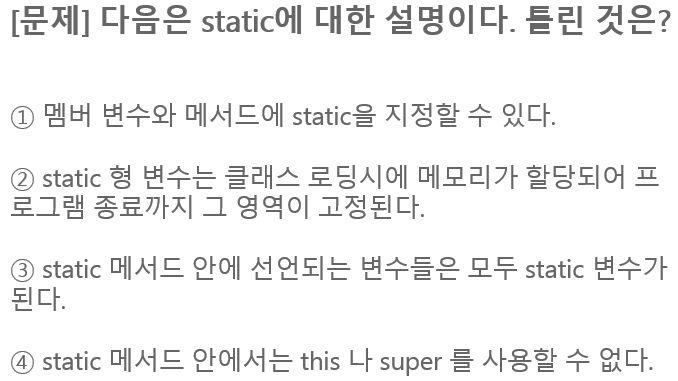 [문제] 다음은 static에 대한 설명이다. 틀린 것은?
① 멤버 변수와 메서드에 static을 지정할 수 있다.
② static 형 변수는 클래스 로딩시에 메모리가 할당되어 프
로그램 종료까지 그 영역이 고정된다.
③ static 메서드 안에 선언되는 변수들은 모두 static 변수가
된다.
④ static 메서드 안에서는 this 나 super 를 사용할 수 없다.